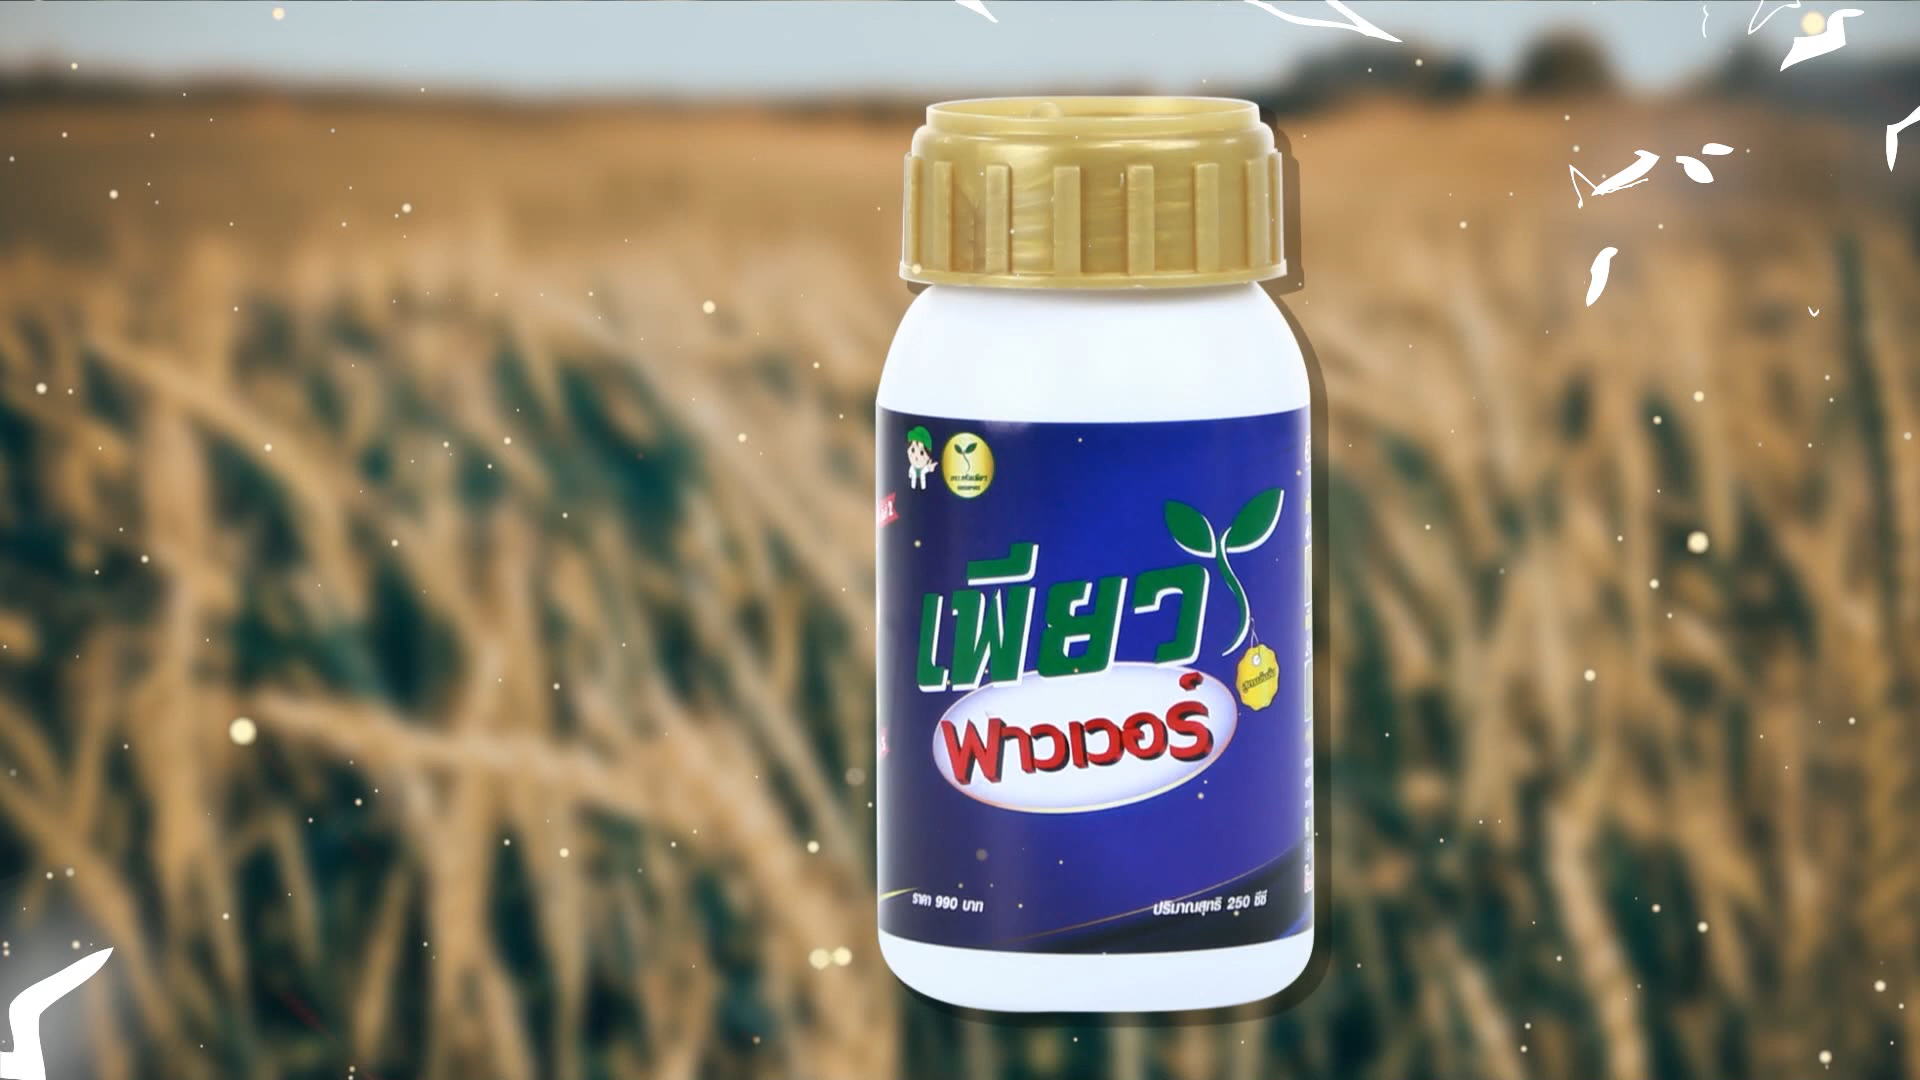 เพียว
พาวเวอร์
ราคา 990 บาท
ปริมาณสุทธิ 250 ซีซี